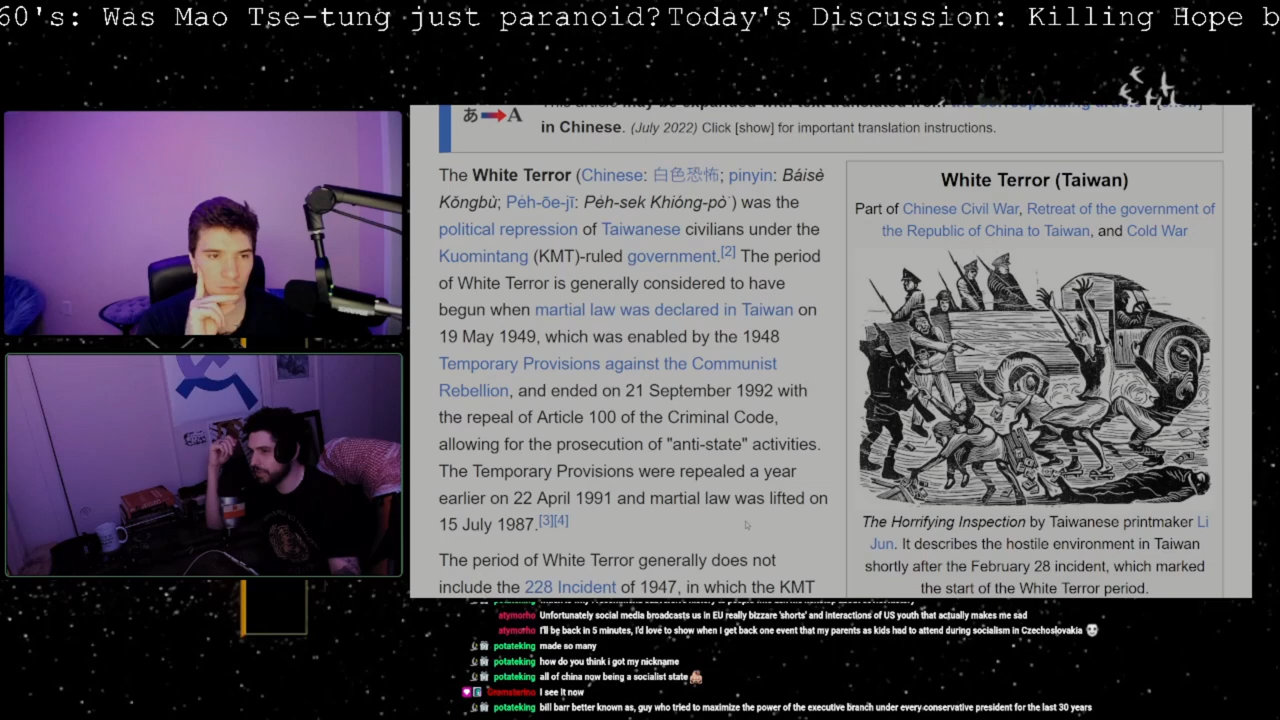 60's: Was Mao Tse-tung just paranoid?Today's Discussion: Killing Hope b
あ A
in Chinese. (July 2022) Click [show] for important translation instructions.
The White Terror (Chinese: 白色恐怖; pinyin: Báisè
Kǒngbù; Pe̍h-ōe-jī: Pe̍h-sek Khióng-pò͘) was the
political repression of Taiwanese civilians under the
Kuomintang (KMT)-ruled government.[2] The period
of White Terror is generally considered to have
begun when martial law was declared in Taiwan on
19 May 1949, which was enabled by the 1948
Temporary Provisions against the Communist
Rebellion, and ended on 21 September 1992 with
the repeal of Article 100 of the Criminal Code,
allowing for the prosecution of "anti-state" activities.
The Temporary Provisions were repealed a year
earlier on 22 April 1991 and martial law was lifted on
15 July 1987.[3][4]
The period of White Terror generally does not
include the 228 Incident of 1947, in which the KMT
White Terror (Taiwan)
Part of Chinese Civil War, Retreat of the government of
the Republic of China to Taiwan, and Cold War
The Horrifying Inspection by Taiwanese printmaker Li
Jun. It describes the hostile environment in Taiwan
shortly after the February 28 incident, which marked
the start of the White Terror period.
atymorho Unfortunately social media broadcasts us in EU really bizzare 'shorts' and interactions of US youth that actually makes me sad
atymorho I'll be back in 5 minutes, I'd love to show when I get back one event that my parents as kids had to attend during socialism in Czechoslovakia
potateking made so many
potateking how do you think i got my nickname
potateking all of china now being a socialist state
Gromsterino I see it now
potateking bill barr better known as, guy who tried to maximize the power of the executive branch under every conservative president for the last 30 years